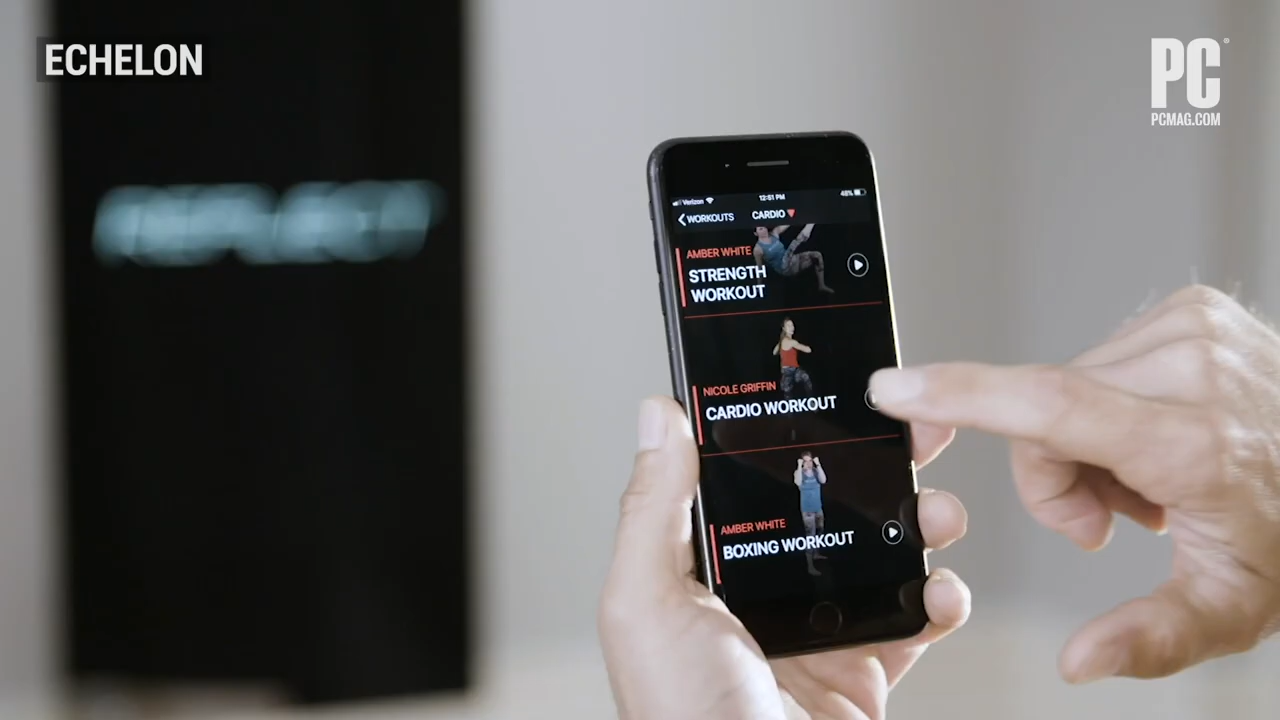 ECHELON
PC
PCMAG.COM
Verizon
12:51 PM
48%
WORKOUTS
CARDIO
AMBER WHITE
STRENGTH
WORKOUT
NICOLE GRIFFIN
CARDIO WORKOUT
AMBER WHITE
BOXING WORKOUT